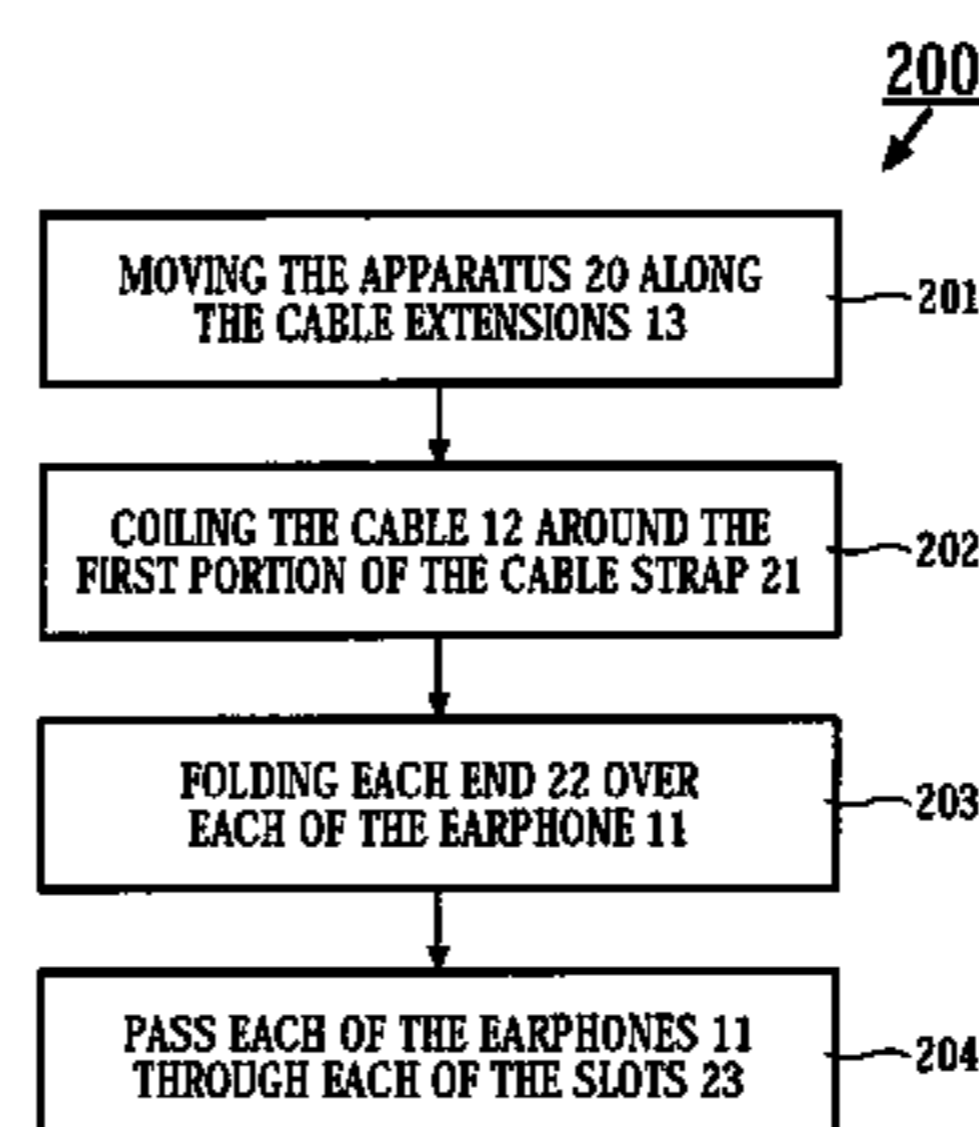 200
MOVING THE APPARATUS 20 ALONG
THE CABLE EXTENSIONS 13
201
COILING THE CABLE 12 AROUND THE
FIRST PORTION OF THE CABLE STRAP 21
202
FOLDING EACH END 22 OVER
EACH OF THE EARPHONE 11
203
PASS EACH OF THE EARPHONES 11
THROUGH EACH OF THE SLOTS 23
204